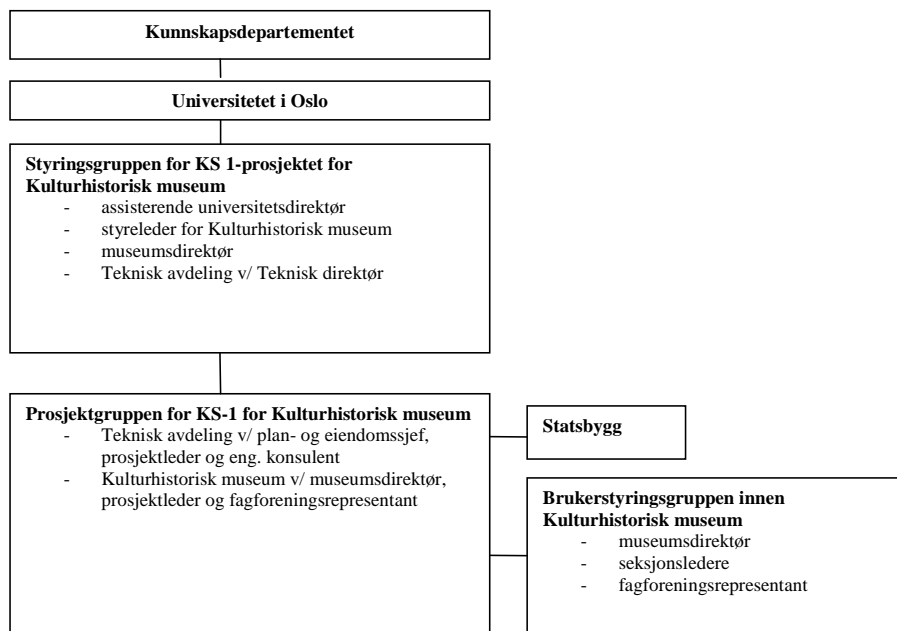 Kunnskapsdepartementet
Universitetet i Oslo
Styringsgruppen for KS 1-prosjektet for
Kulturhistorisk museum
- assisterende universitetsdirektør
- styreleder for Kulturhistorisk museum
- museumsdirektør
- Teknisk avdeling v/ Teknisk direktør
Prosjektgruppen for KS-1 for Kulturhistorisk museum
- Teknisk avdeling v/ plan- og eiendomssjef,
prosjektleder og eng. konsulent
- Kulturhistorisk museum v/ museumsdirektør,
prosjektleder og fagforeningsrepresentant
Statsbygg
Brukerstyringsgruppen innen
Kulturhistorisk museum
- museumsdirektør
- seksjonsledere
- fagforeningsrepresentant